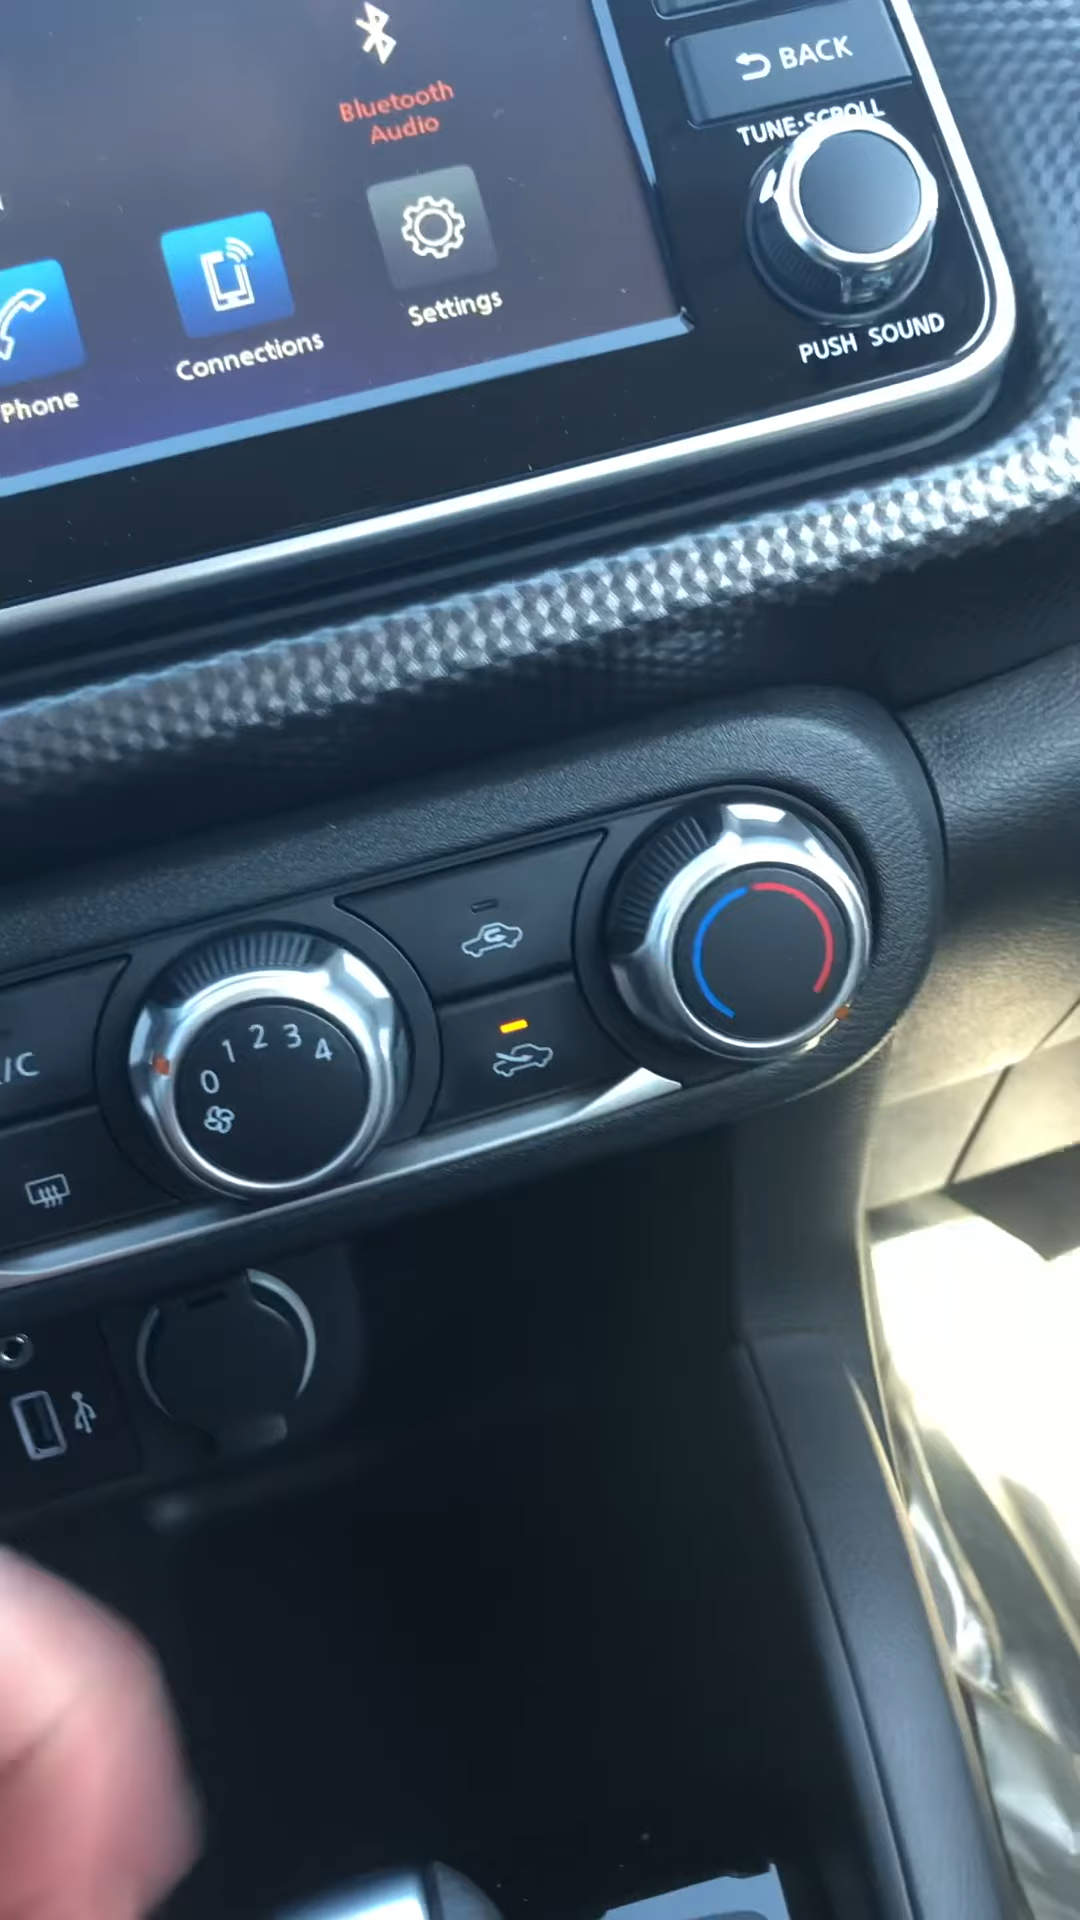 BACK
TUNE·SCROLL
PUSH SOUND
Bluetooth
Audio
Phone
Connections
Settings
/C
0 1 2 3 4